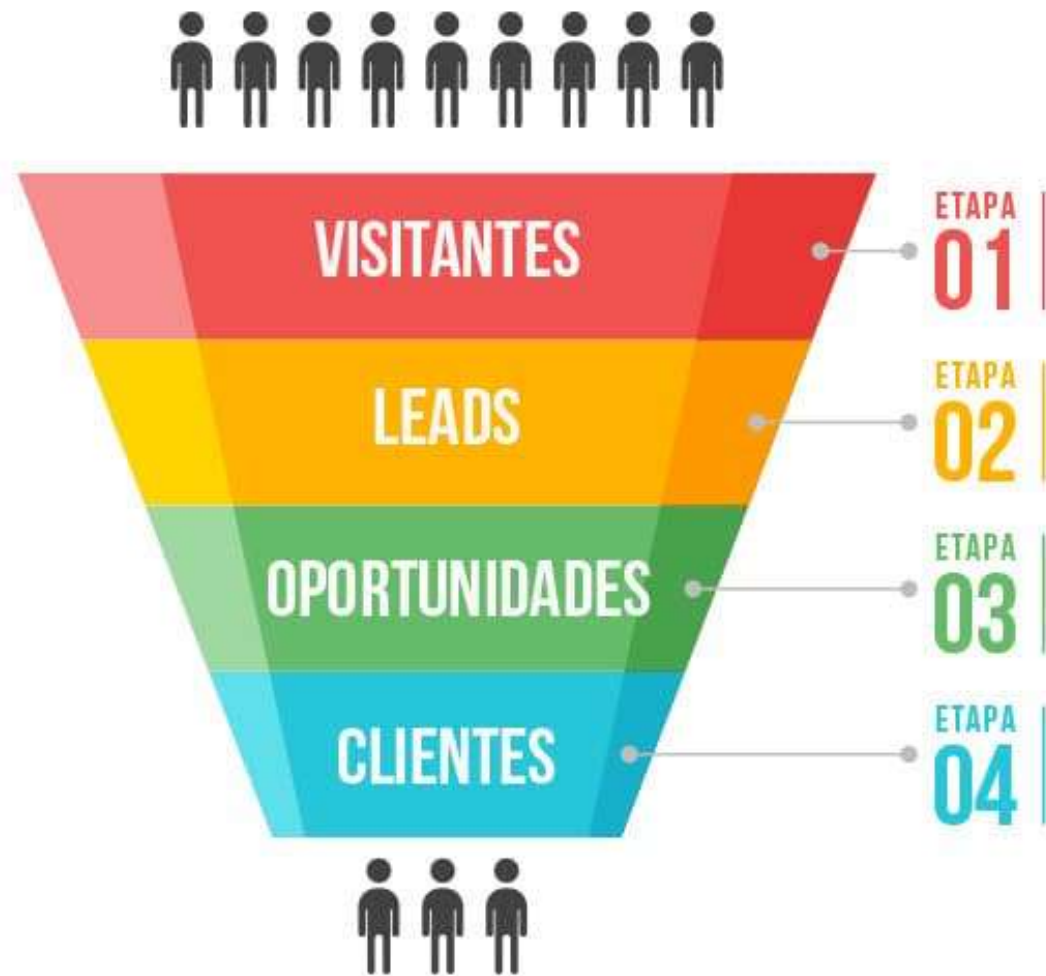 VISITANTES
ETAPA
01
LEADS
ETAPA
02
OPORTUNIDADES
ETAPA
03
CLIENTES
ETAPA
04